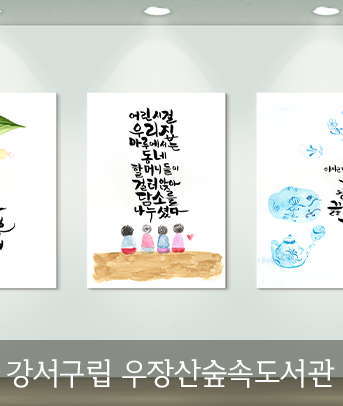 어린시절
우리집
마루에서는
동네
할머니들이
걸터앉아
담소를
나누셨다
강서구립 우장산숲속도서관